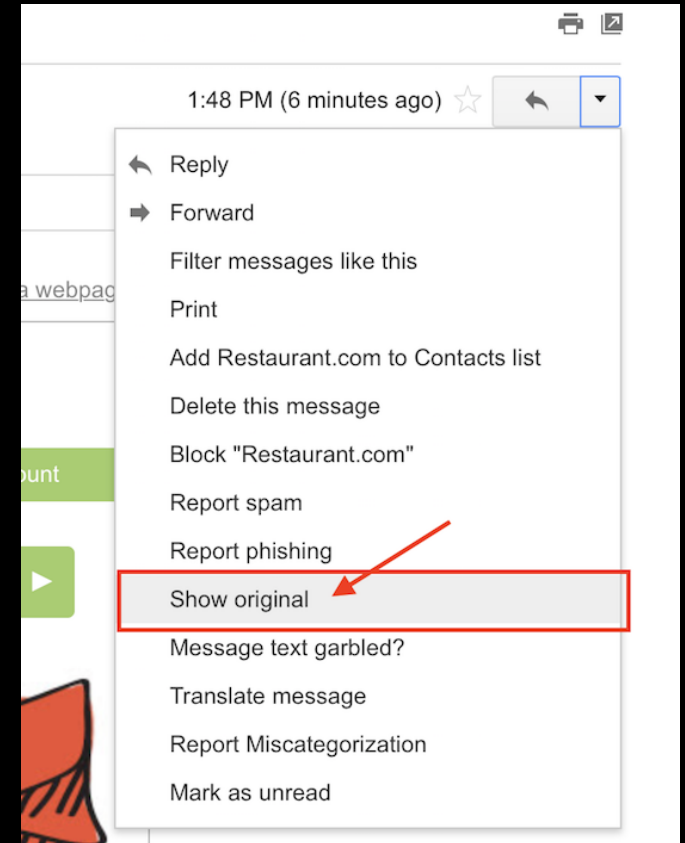 1:48 PM (6 minutes ago)
Reply
Forward
Filter messages like this
a webpag
Print
Add Restaurant.com to Contacts list
Delete this message
Block "Restaurant.com"
ount
Report spam
Report phishing
Show original
Message text garbled?
Translate message
Report Miscategorization
Mark as unread